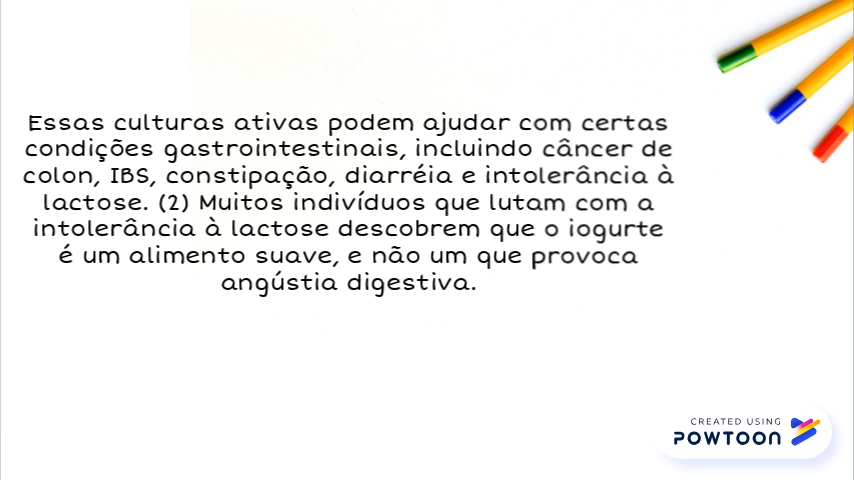 Essas culturas ativas podem ajudar com certas
condições gastrointestinais, incluindo câncer de
colon, IBS, constipação, diarréia e intolerância à
lactose. (2) Muitos indivíduos que lutam com a
intolerância à lactose descobrem que o iogurte
é um alimento suave, e não um que provoca
angústia digestiva.
CREATED USING
POWTOON